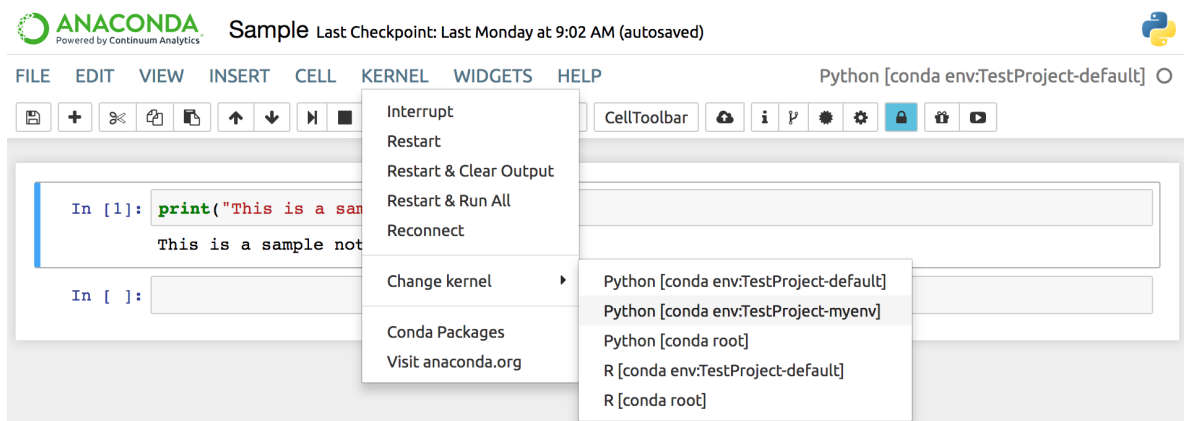 ANACONDA
Powered by Continuum Analytics
Sample Last Checkpoint: Last Monday at 9:02 AM (autosaved)
FILE EDIT VIEW INSERT CELL KERNEL WIDGETS HELP
Python [conda env:TestProject-default]
CellToolbar
Interrupt
Restart
Restart & Clear Output
Restart & Run All
Reconnect
Change kernel
Conda Packages
Visit anaconda.org
Python [conda env:TestProject-default]
Python [conda env:TestProject-myenv]
Python [conda root]
R [conda env:TestProject-default]
R [conda root]
In [1]: print("This is a sam
This is a sample not
In [ ]: